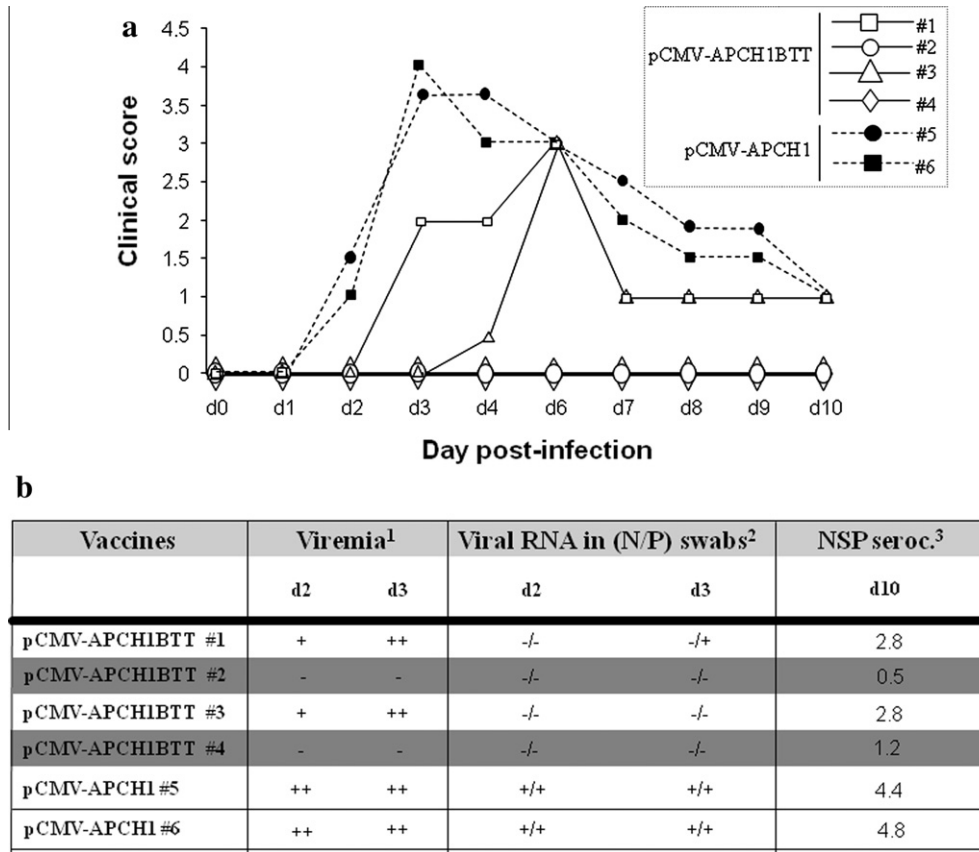 a
4.5
4
3.5
3
2.5
2
1.5
1
0.5
0
Clinical score
d0 d1 d2 d3 d4 d6 d7 d8 d9 d10
Day post-infection
pCMV-APCH1BTT
#1
#2
#3
#4
pCMV-APCH1
#5
#6
b
Vaccines Viremia1 Viral RNA in (N/P) swabs2 NSP seroc.3
d2 d3 d2 d3 d10
pCMV-APCH1BTT #1 + ++ -/- -/+ 2.8
pCMV-APCH1BTT #2 - - -/- -/- 0.5
pCMV-APCH1BTT #3 + ++ -/- -/- 2.8
pCMV-APCH1BTT #4 - - -/- -/- 1.2
pCMV-APCH1 #5 ++ ++ +/+ +/+ 4.4
pCMV-APCH1 #6 ++ ++ +/+ +/+ 4.8